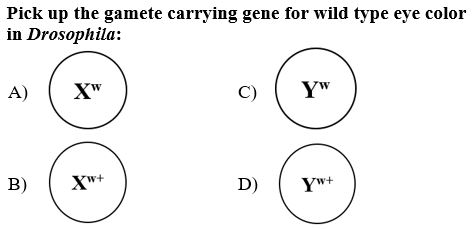 Pick up the gamete carrying gene for wild type eye color
in Drosophila:
A) Xʷ
C) Yʷ
B) Xʷ⁺
D) Yʷ⁺